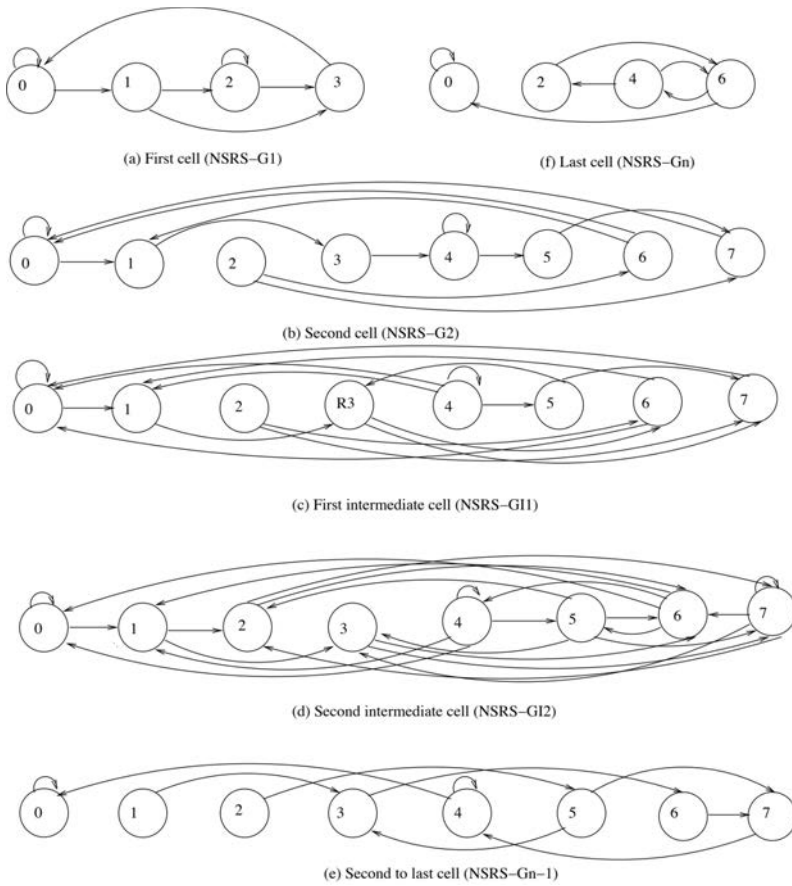 0 1 2 3
(a) First cell (NSRS-G1)
0 2 4 6
(f) Last cell (NSRS-Gn)
0 1 2 3 4 5 6 7
(b) Second cell (NSRS-G2)
0 1 2 R3 4 5 6 7
(c) First intermediate cell (NSRS-GI1)
0 1 2 3 4 5 6 7
(d) Second intermediate cell (NSRS-GI2)
0 1 2 3 4 5 6 7
(e) Second to last cell (NSRS-Gn-1)